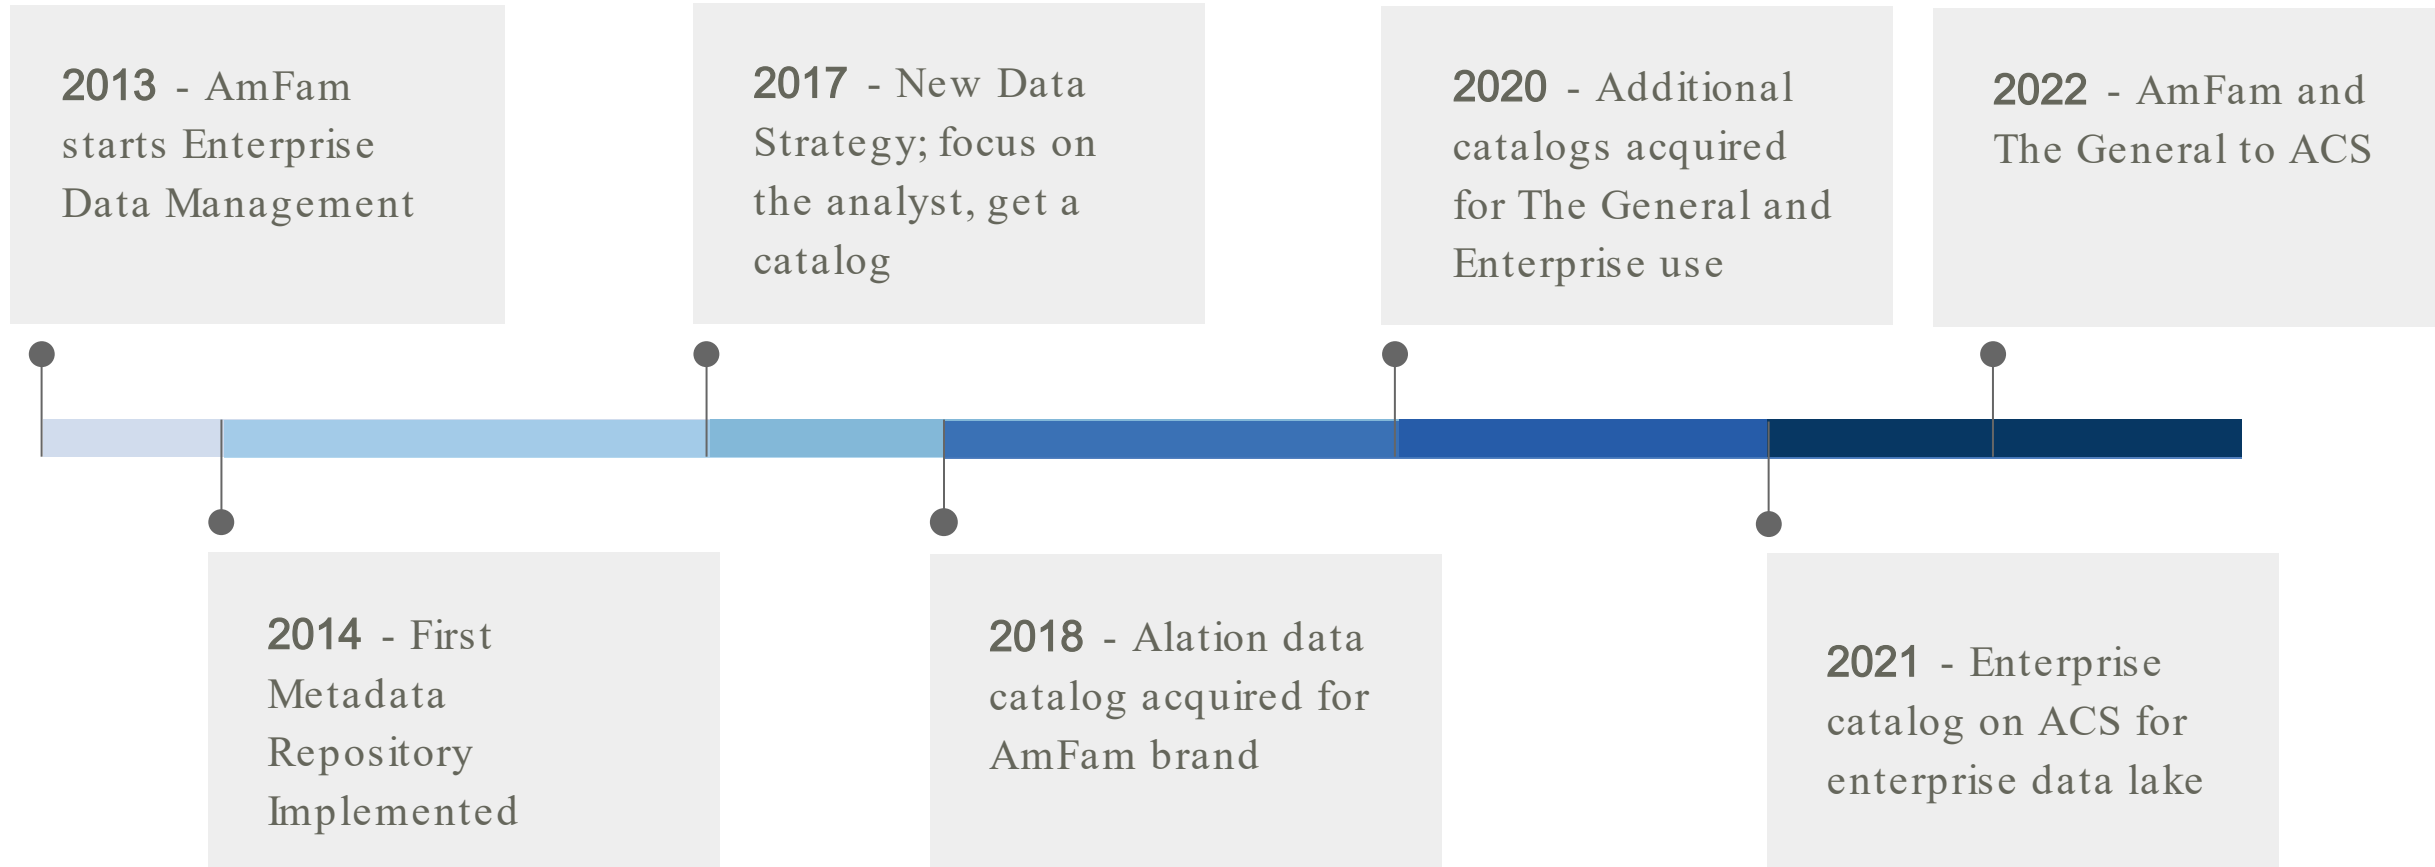 2013 - AmFam
starts Enterprise
Data Management
2014 - First
Metadata
Repository
Implemented
2017 - New Data
Strategy; focus on
the analyst, get a
catalog
2018 - Alation data
catalog acquired for
AmFam brand
2020 - Additional
catalogs acquired
for The General and
Enterprise use
2021 - Enterprise
catalog on ACS for
enterprise data lake
2022 - AmFam and
The General to ACS